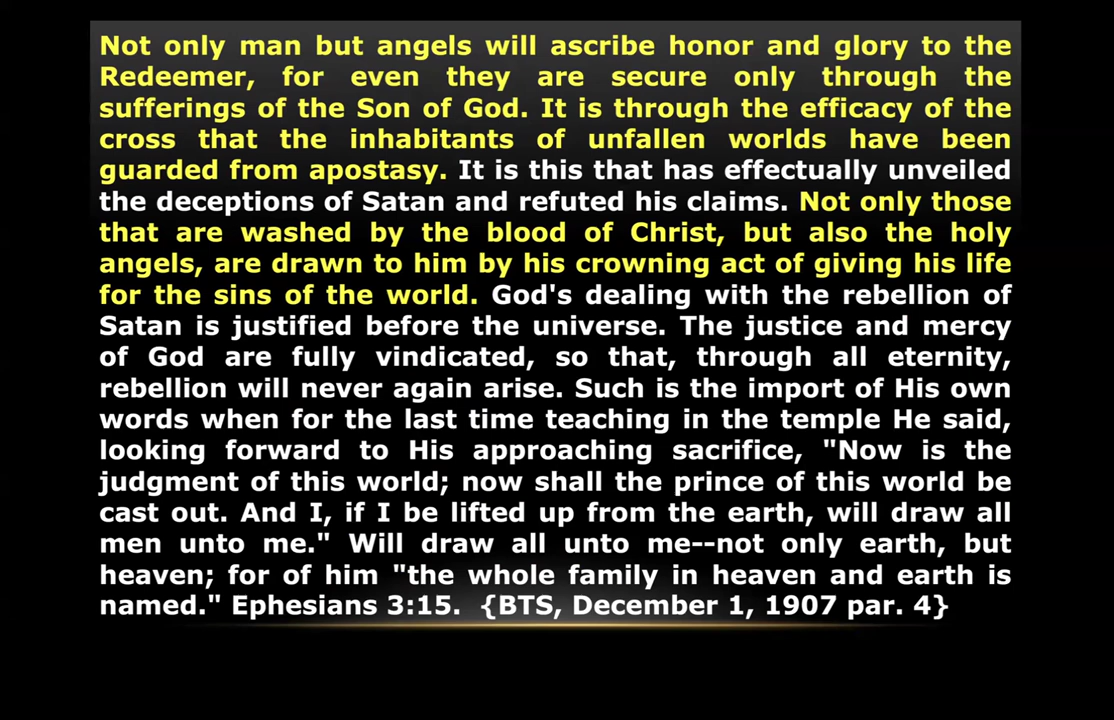 Not only man but angels will ascribe honor and glory to the
Redeemer, for even they are secure only through the
sufferings of the Son of God. It is through the efficacy of the
cross that the inhabitants of unfallen worlds have been
guarded from apostasy. It is this that has effectually unveiled
the deceptions of Satan and refuted his claims. Not only those
that are washed by the blood of Christ, but also the holy
angels, are drawn to him by his crowning act of giving his life
for the sins of the world. God's dealing with the rebellion of
Satan is justified before the universe. The justice and mercy
of God are fully vindicated, so that, through all eternity,
rebellion will never again arise. Such is the import of His own
words when for the last time teaching in the temple He said,
looking forward to His approaching sacrifice, "Now is the
judgment of this world; now shall the prince of this world be
cast out. And I, if I be lifted up from the earth, will draw all
men unto me." Will draw all unto me--not only earth, but
heaven; for of him "the whole family in heaven and earth is
named." Ephesians 3:15. {BTS, December 1, 1907 par. 4}